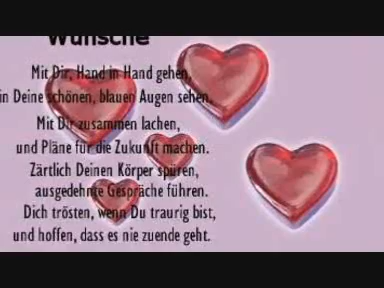 Wünsche
Mit Dir, Hand in Hand gehen,
in Deine schönen, blauen Augen sehen.
Mit Dir zusammen lachen,
und Pläne für die Zukunft machen.
Zärtlich Deinen Körper spüren,
ausgedehnte Gespräche führen.
Dich trösten, wenn Du traurig bist,
und hoffen, dass es nie zuende geht.